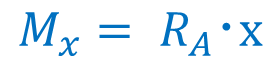 Mₓ = R_A · x